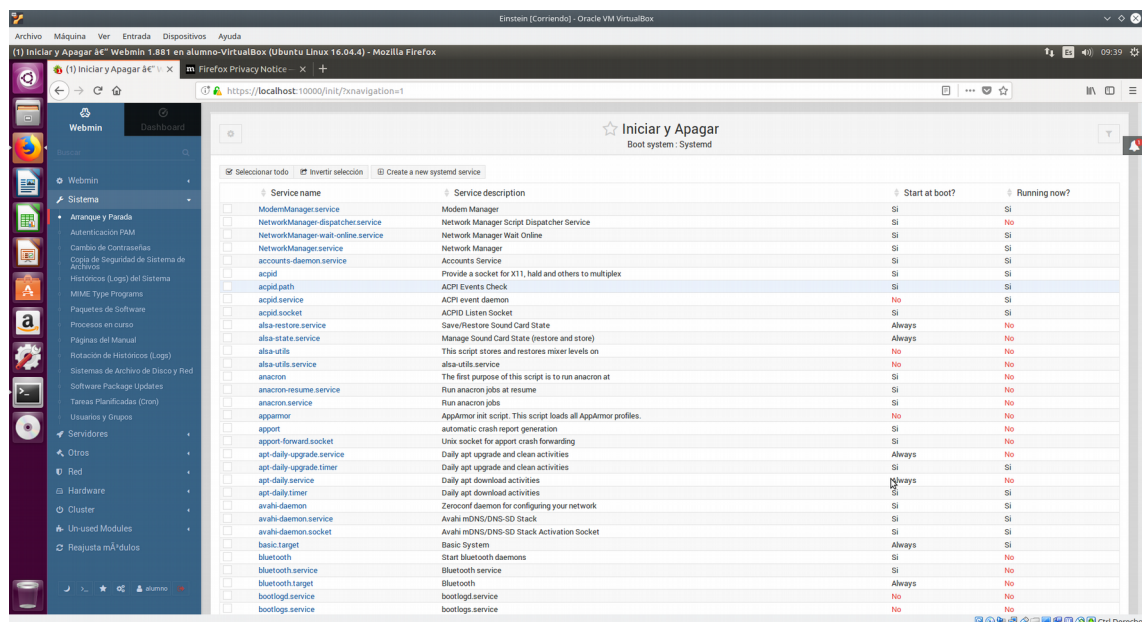 Einstein [Corriendo] - Oracle VM VirtualBox
Archivo Máquina Ver Entrada Dispositivos Ayuda
(1) Iniciar y Apagar â€" Webmin 1.881 en alumno-VirtualBox (Ubuntu Linux 16.04.4) - Mozilla Firefox
Es 09:39
(1) Iniciar y Apagar â€" W
Firefox Privacy Notice
https://localhost:10000/init/?xnavigation=1
Webmin
Dashboard
Buscar
Webmin
Sistema
Arranque y Parada
Autenticación PAM
Cambio de Contraseñas
Copia de Seguridad de Sistema de
Archivos
Históricos (Logs) del Sistema
MIME Type Programs
Paquetes de Software
Procesos en curso
Páginas del Manual
Rotación de Históricos (Logs)
Sistemas de Archivo de Disco y Red
Software Package Updates
Tareas Planificadas (Cron)
Usuarios y Grupos
Servidores
Otros
Red
Hardware
Cluster
Un-used Modules
Reajusta mÃ³dulos
alumno
Iniciar y Apagar
Boot system : Systemd
Seleccionar todo Invertir selección Create a new systemd service
Service name Service description Start at boot? Running now?
ModemManager.service Modem Manager Si Si
NetworkManager-dispatcher.service Network Manager Script Dispatcher Service Si No
NetworkManager-wait-online.service Network Manager Wait Online Si Si
NetworkManager.service Network Manager Si Si
accounts-daemon.service Accounts Service Si Si
acpid Provide a socket for X11, hald and others to multiplex Si Si
acpid.path ACPI Events Check Si Si
acpid.service ACPI event daemon No Si
acpid.socket ACPID Listen Socket Si Si
alsa-restore.service Save/Restore Sound Card State Always No
alsa-state.service Manage Sound Card State (restore and store) Always No
alsa-utils This script stores and restores mixer levels on No No
alsa-utils.service alsa-utils.service No No
anacron The first purpose of this script is to run anacron at Si No
anacron-resume.service Run anacron jobs at resume Si No
anacron.service Run anacron jobs Si No
apparmor AppArmor init script. This script loads all AppArmor profiles. No No
apport automatic crash report generation Si No
apport-forward.socket Unix socket for apport crash forwarding Si No
apt-daily-upgrade.service Daily apt upgrade and clean activities Always No
apt-daily-upgrade.timer Daily apt upgrade and clean activities Si Si
apt-daily.service Daily apt download activities Always No
apt-daily.timer Daily apt download activities Si Si
avahi-daemon Zeroconf daemon for configuring your network Si Si
avahi-daemon.service Avahi mDNS/DNS-SD Stack Si Si
avahi-daemon.socket Avahi mDNS/DNS-SD Stack Activation Socket Si Si
basic.target Basic System Always Si
bluetooth Start bluetooth daemons Si No
bluetooth.service Bluetooth service Si No
bluetooth.target Bluetooth Always No
bootlogd.service bootlogd.service No No
bootlogs.service bootlogs.service No No
Ctrl Derecho